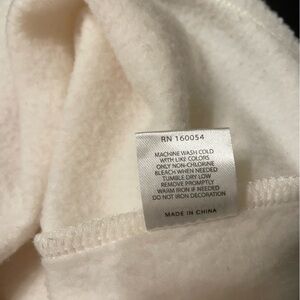 RN 160054
MACHINE WASH COLD
WITH LIKE COLORS
ONLY NON-CHLORINE
BLEACH WHEN NEEDED
TUMBLE DRY LOW
REMOVE PROMPTLY
WARM IRON IF NEEDED
DO NOT IRON DECORATION
MADE IN CHINA